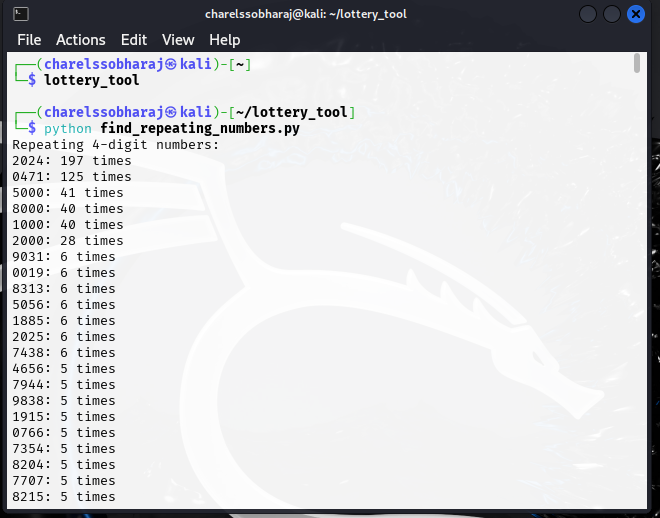 charelssobharaj@kali: ~/lottery_tool
File Actions Edit View Help
┌──(charelssobharaj㉿kali)-[~]
└─$ lottery_tool
┌──(charelssobharaj㉿kali)-[~/lottery_tool]
└─$ python find_repeating_numbers.py
Repeating 4-digit numbers:
2024: 197 times
0471: 125 times
5000: 41 times
8000: 40 times
1000: 40 times
2000: 28 times
9031: 6 times
0019: 6 times
8313: 6 times
5056: 6 times
1885: 6 times
2025: 6 times
7438: 6 times
4656: 5 times
7944: 5 times
9838: 5 times
1915: 5 times
0766: 5 times
7354: 5 times
8204: 5 times
7707: 5 times
8215: 5 times